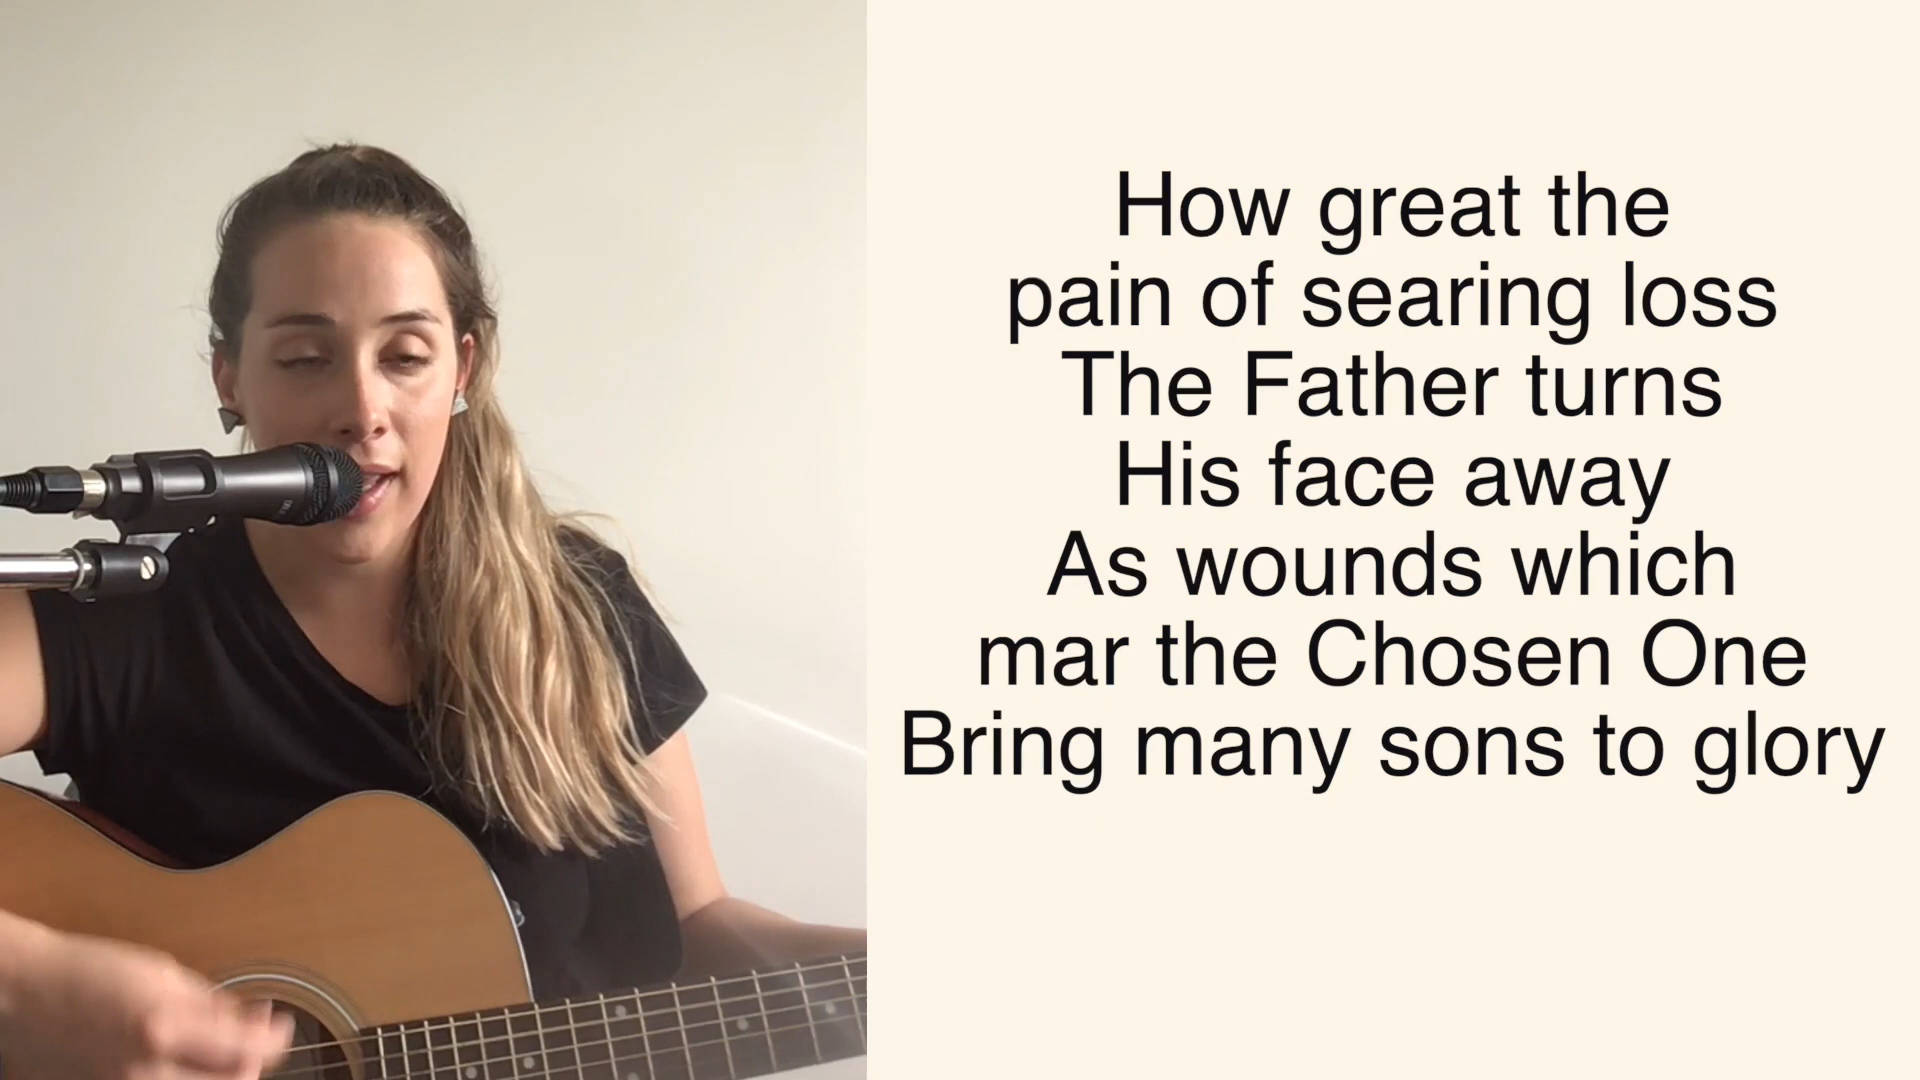 How great the
pain of searing loss
The Father turns
His face away
As wounds which
mar the Chosen One
Bring many sons to glory